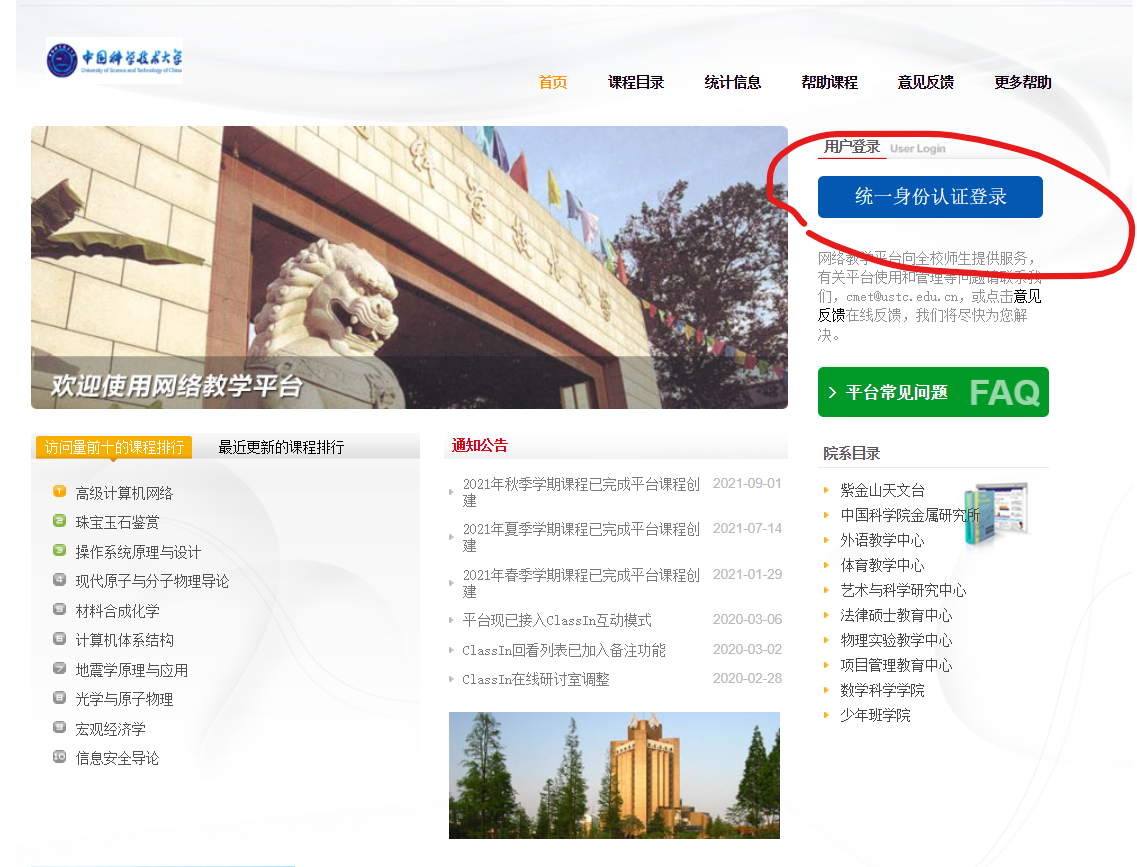 中国科学技术大学
University of Science and Technology of China
首页 课程目录 统计信息 帮助课程 意见反馈 更多帮助
用户登录 User Login
统一身份认证登录
网络教学平台向全校师生提供服务，
有关平台使用和管理等问题请联系我
们，cmet@ustc.edu.cn，或点击意见
反馈在线反馈，我们将尽快为您解
决。
欢迎使用网络教学平台
平台常见问题 FAQ
访问量前十的课程排行 最近更新的课程排行
1 高级计算机网络
2 珠宝玉石鉴赏
3 操作系统原理与设计
4 现代原子与分子物理导论
5 材料合成化学
6 计算机体系结构
7 地震学原理与应用
8 光学与原子物理
9 宏观经济学
10 信息安全导论
通知公告
2021年秋季学期课程已完成平台课程创 2021-09-01
建
2021年夏季学期课程已完成平台课程创 2021-07-14
建
2021年春季学期课程已完成平台课程创 2021-01-29
建
平台现已接入ClassIn互动模式 2020-03-06
ClassIn回看列表已加入备注功能 2020-03-02
ClassIn在线研讨室调整 2020-02-28
院系目录
紫金山天文台
中国科学院金属研究所
外语教学中心
体育教学中心
艺术与科学研究中心
法律硕士教育中心
物理实验教学中心
项目管理教育中心
数学科学学院
少年班学院